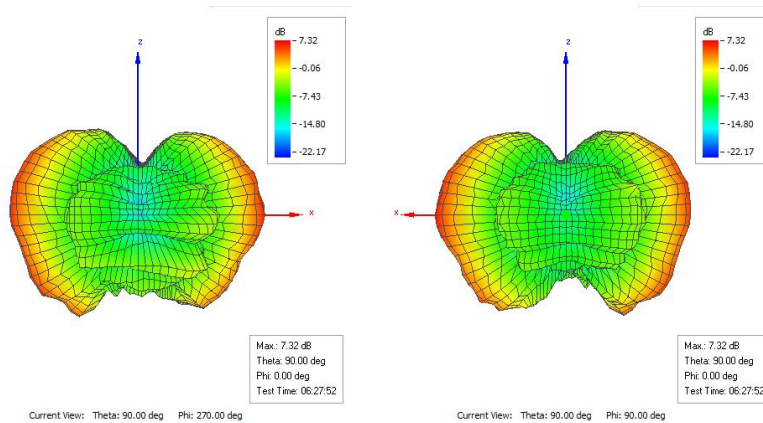 dB
7.32
-0.06
-7.43
-14.80
-22.17
z
x
Max.: 7.32 dB
Theta: 90.00 deg
Phi: 0.00 deg
Test Time: 06:27:52
Current View: Theta: 90.00 deg Phi: 270.00 deg
dB
7.32
-0.06
-7.43
-14.80
-22.17
z
x
Max.: 7.32 dB
Theta: 90.00 deg
Phi: 0.00 deg
Test Time: 06:27:52
Current View: Theta: 90.00 deg Phi: 90.00 deg